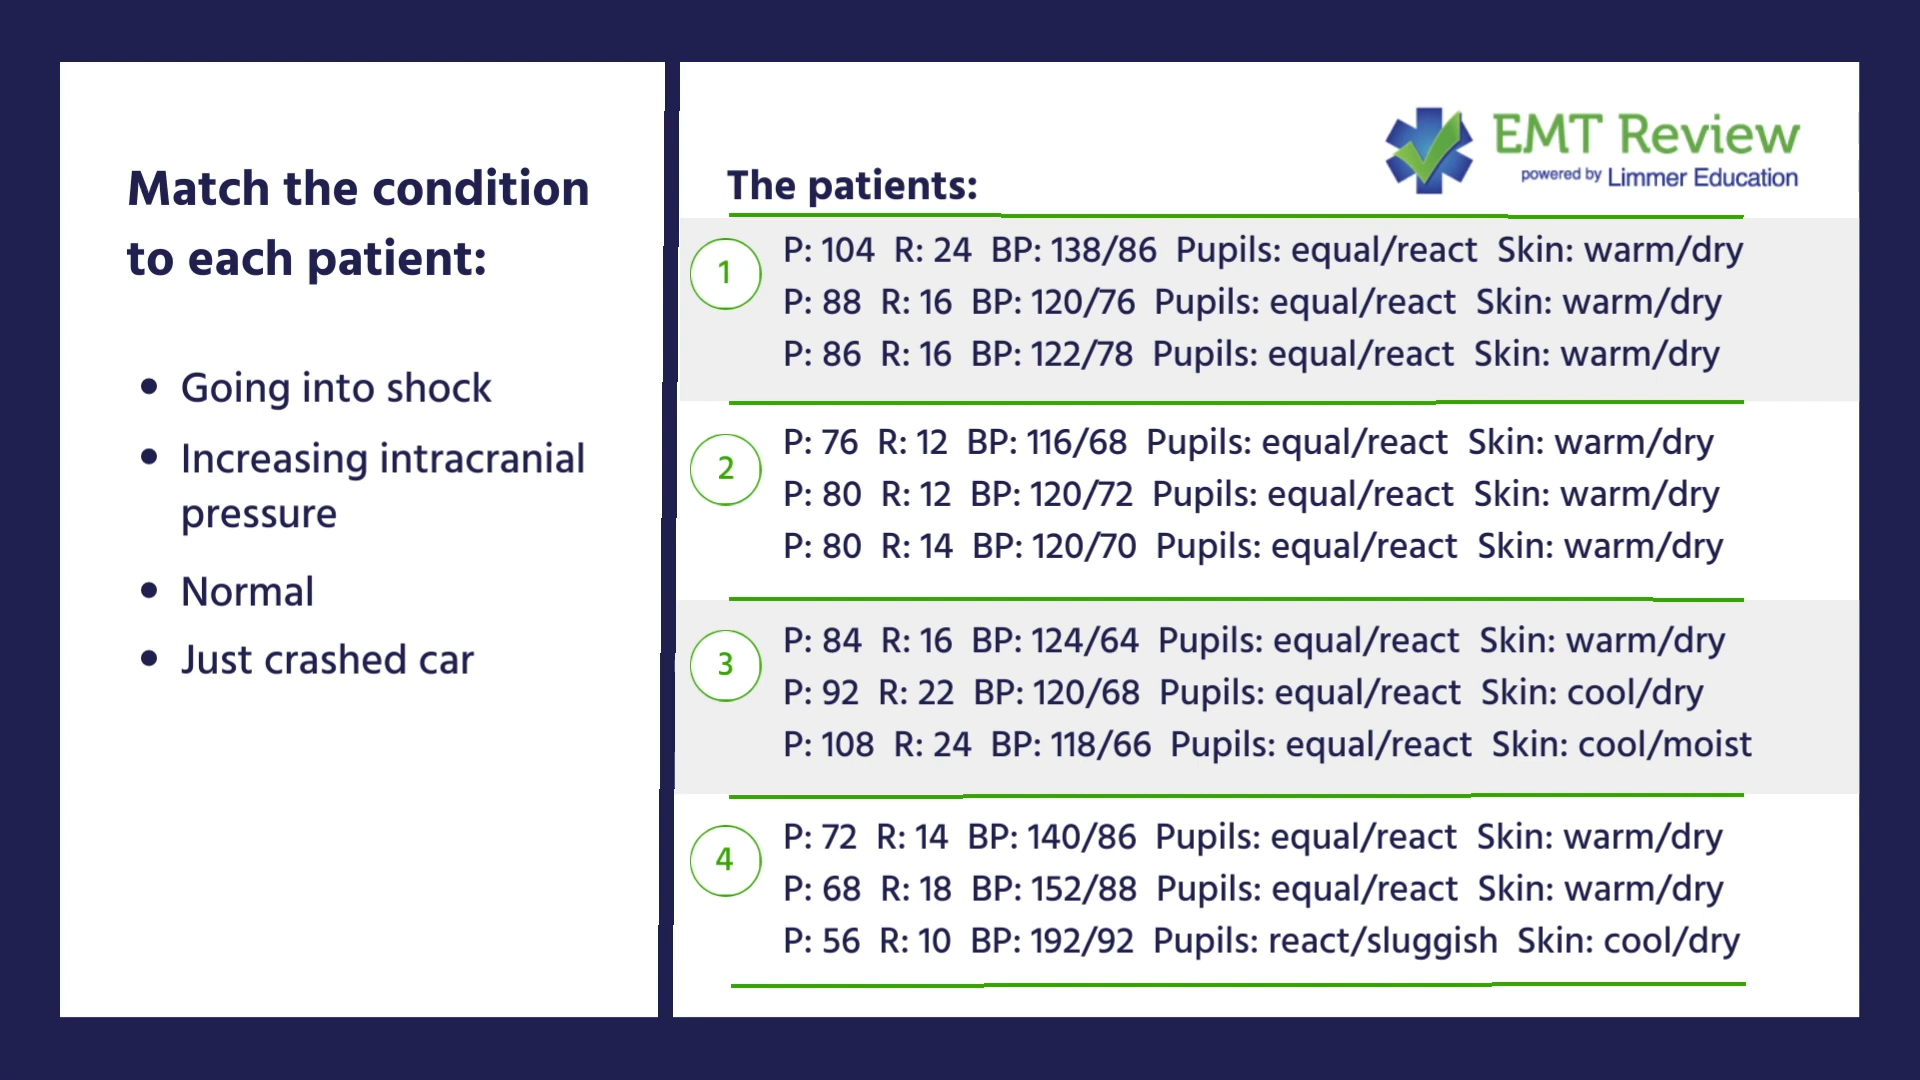 Match the condition
to each patient:
• Going into shock
• Increasing intracranial
pressure
• Normal
• Just crashed car
EMT Review
powered by Limmer Education
The patients:
1
P: 104 R: 24 BP: 138/86 Pupils: equal/react Skin: warm/dry
P: 88 R: 16 BP: 120/76 Pupils: equal/react Skin: warm/dry
P: 86 R: 16 BP: 122/78 Pupils: equal/react Skin: warm/dry
2
P: 76 R: 12 BP: 116/68 Pupils: equal/react Skin: warm/dry
P: 80 R: 12 BP: 120/72 Pupils: equal/react Skin: warm/dry
P: 80 R: 14 BP: 120/70 Pupils: equal/react Skin: warm/dry
3
P: 84 R: 16 BP: 124/64 Pupils: equal/react Skin: warm/dry
P: 92 R: 22 BP: 120/68 Pupils: equal/react Skin: cool/dry
P: 108 R: 24 BP: 118/66 Pupils: equal/react Skin: cool/moist
4
P: 72 R: 14 BP: 140/86 Pupils: equal/react Skin: warm/dry
P: 68 R: 18 BP: 152/88 Pupils: equal/react Skin: warm/dry
P: 56 R: 10 BP: 192/92 Pupils: react/sluggish Skin: cool/dry